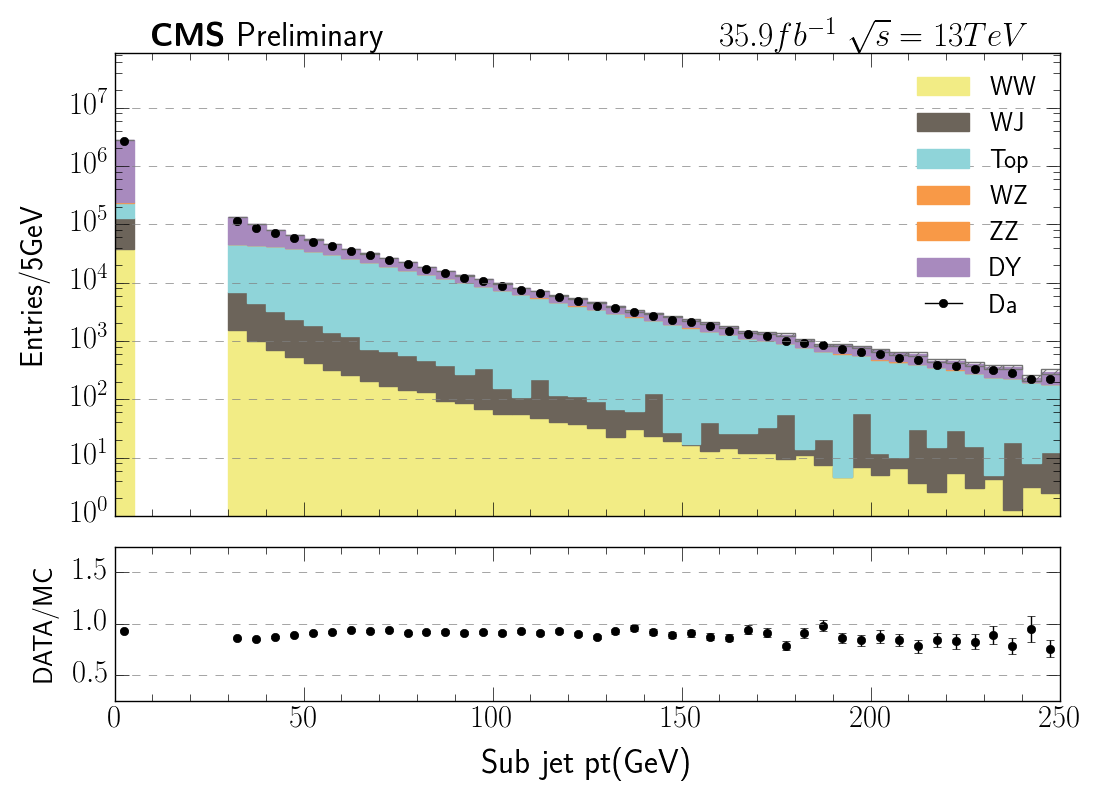 CMS Preliminary 35.9fb⁻¹ √s = 13TeV
WW
WJ
Top
WZ
ZZ
DY
Da
Entries/5GeV
10⁷
10⁶
10⁵
10⁴
10³
10²
10¹
10⁰
DATA/MC
1.5
1.0
0.5
0 50 100 150 200 250
Sub jet pt(GeV)